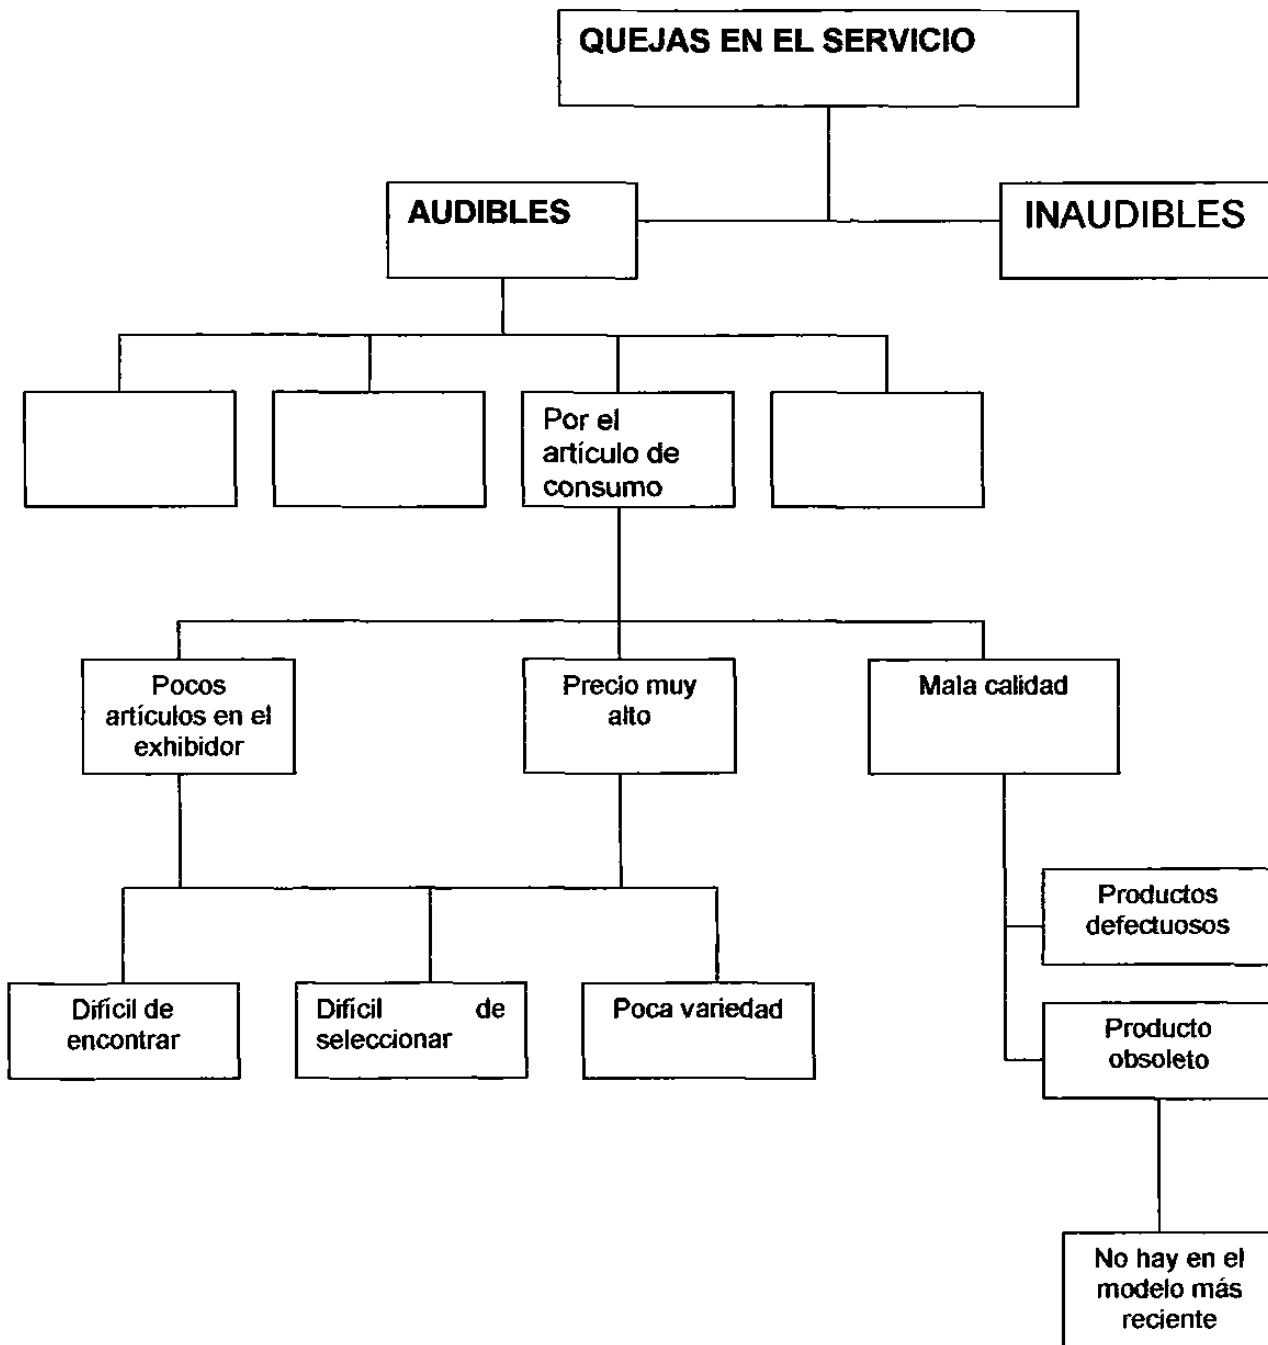 QUEJAS EN EL SERVICIO
AUDIBLES
INAUDIBLES
Por el
artículo de
consumo
Pocos
artículos en el
exhibidor
Precio muy
alto
Mala calidad
Productos
defectuosos
Difícil de
encontrar
Difícil de
seleccionar
Poca variedad
Producto
obsoleto
No hay en el
modelo más
reciente